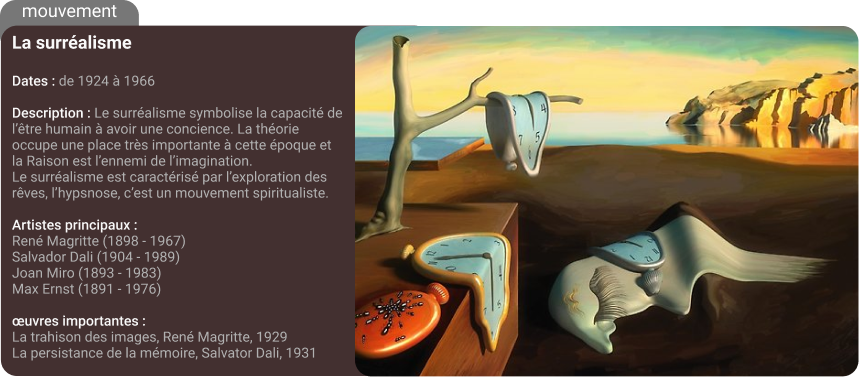 mouvement
La surréalisme
Dates : de 1924 à 1966
Description : Le surréalisme symbolise la capacité de
l'être humain à avoir une concience. La théorie
occupe une place très importante à cette époque et
la Raison est l'ennemi de l'imagination.
Le surréalisme est caractérisé par l'exploration des
rêves, l'hypsnose, c'est un mouvement spiritualiste.
Artistes principaux :
René Magritte (1898 - 1967)
Salvador Dali (1904 - 1989)
Joan Miro (1893 - 1983)
Max Ernst (1891 - 1976)
œuvres importantes :
La trahison des images, René Magritte, 1929
La persistance de la mémoire, Salvator Dali, 1931